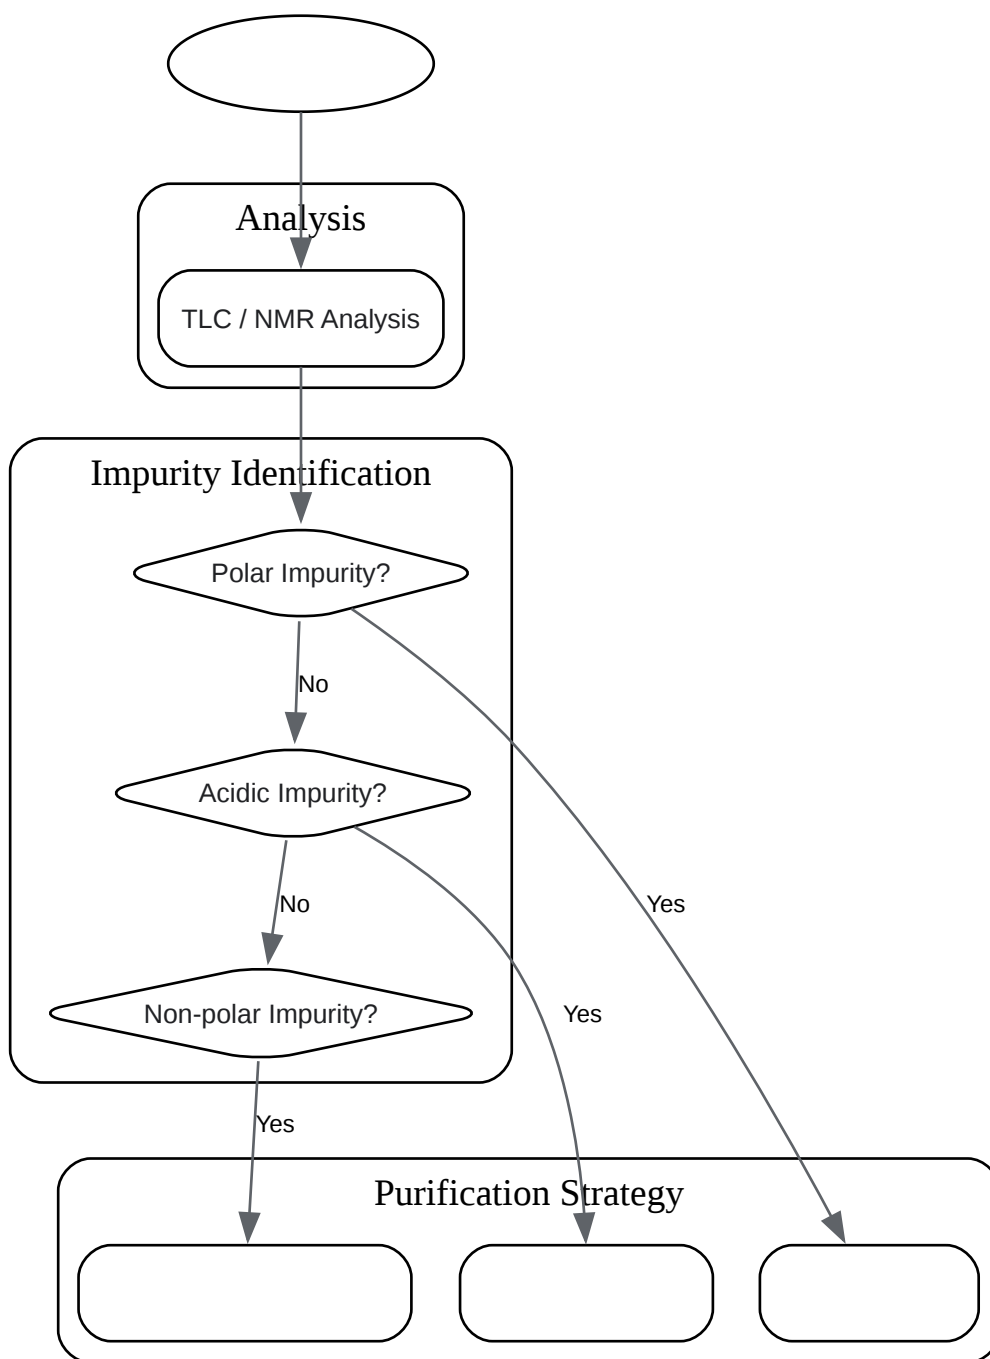 Analysis
TLC / NMR Analysis
Impurity Identification
Polar Impurity?
No
Acidic Impurity?
No
Yes
Non-polar Impurity?
Yes
Yes
Purification Strategy